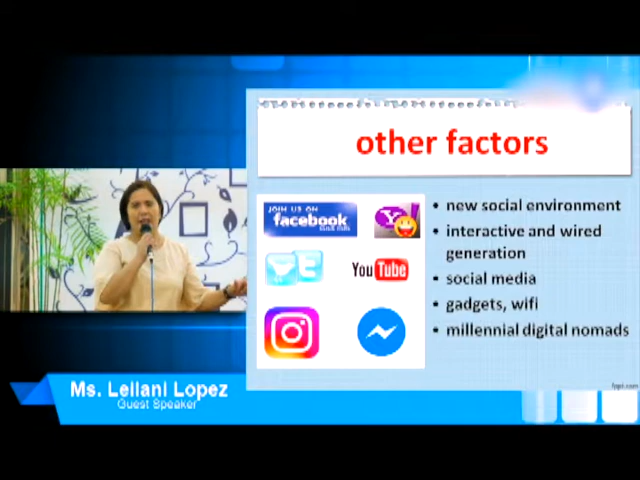 other factors
JOIN US ON
facebook
Y!
You Tube
• new social environment
• interactive and wired
generation
• social media
• gadgets, wifi
• millennial digital nomads
Ms. Leilani Lopez
Guest Speaker